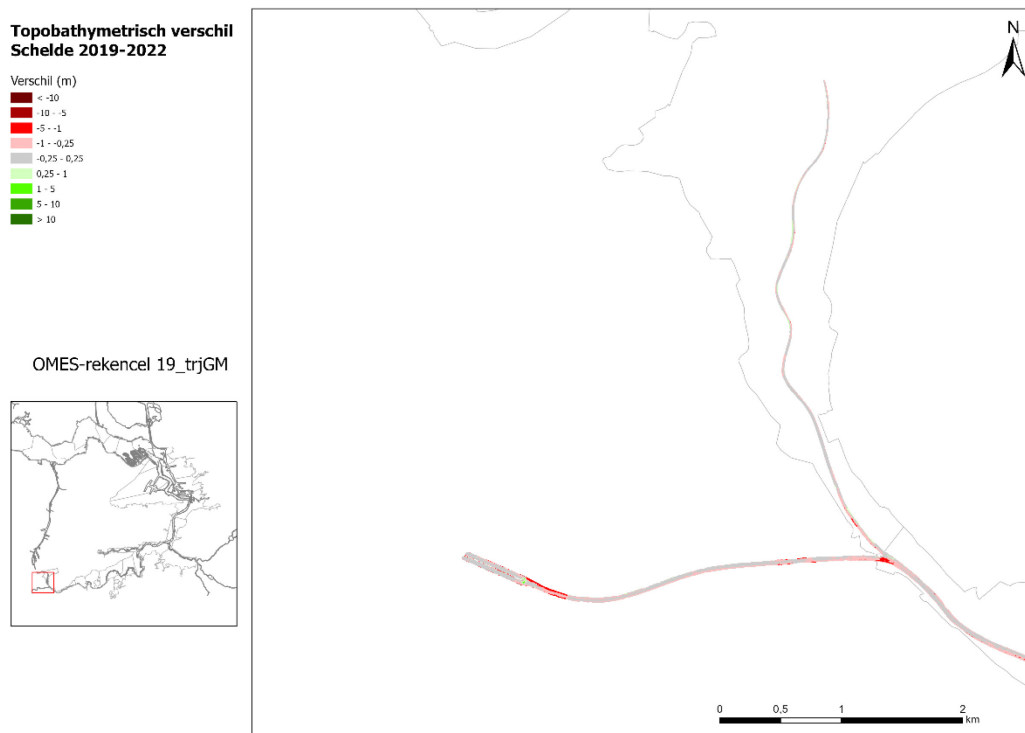 Topobathymetrisch verschil
Schelde 2019-2022
Verschil (m)
< -10
-10 - -5
-5 - -1
-1 - -0,25
-0,25 - 0,25
0,25 - 1
1 - 5
5 - 10
> 10
OMES-rekencel 19_trjGM
N
0 0,5 1 2
km